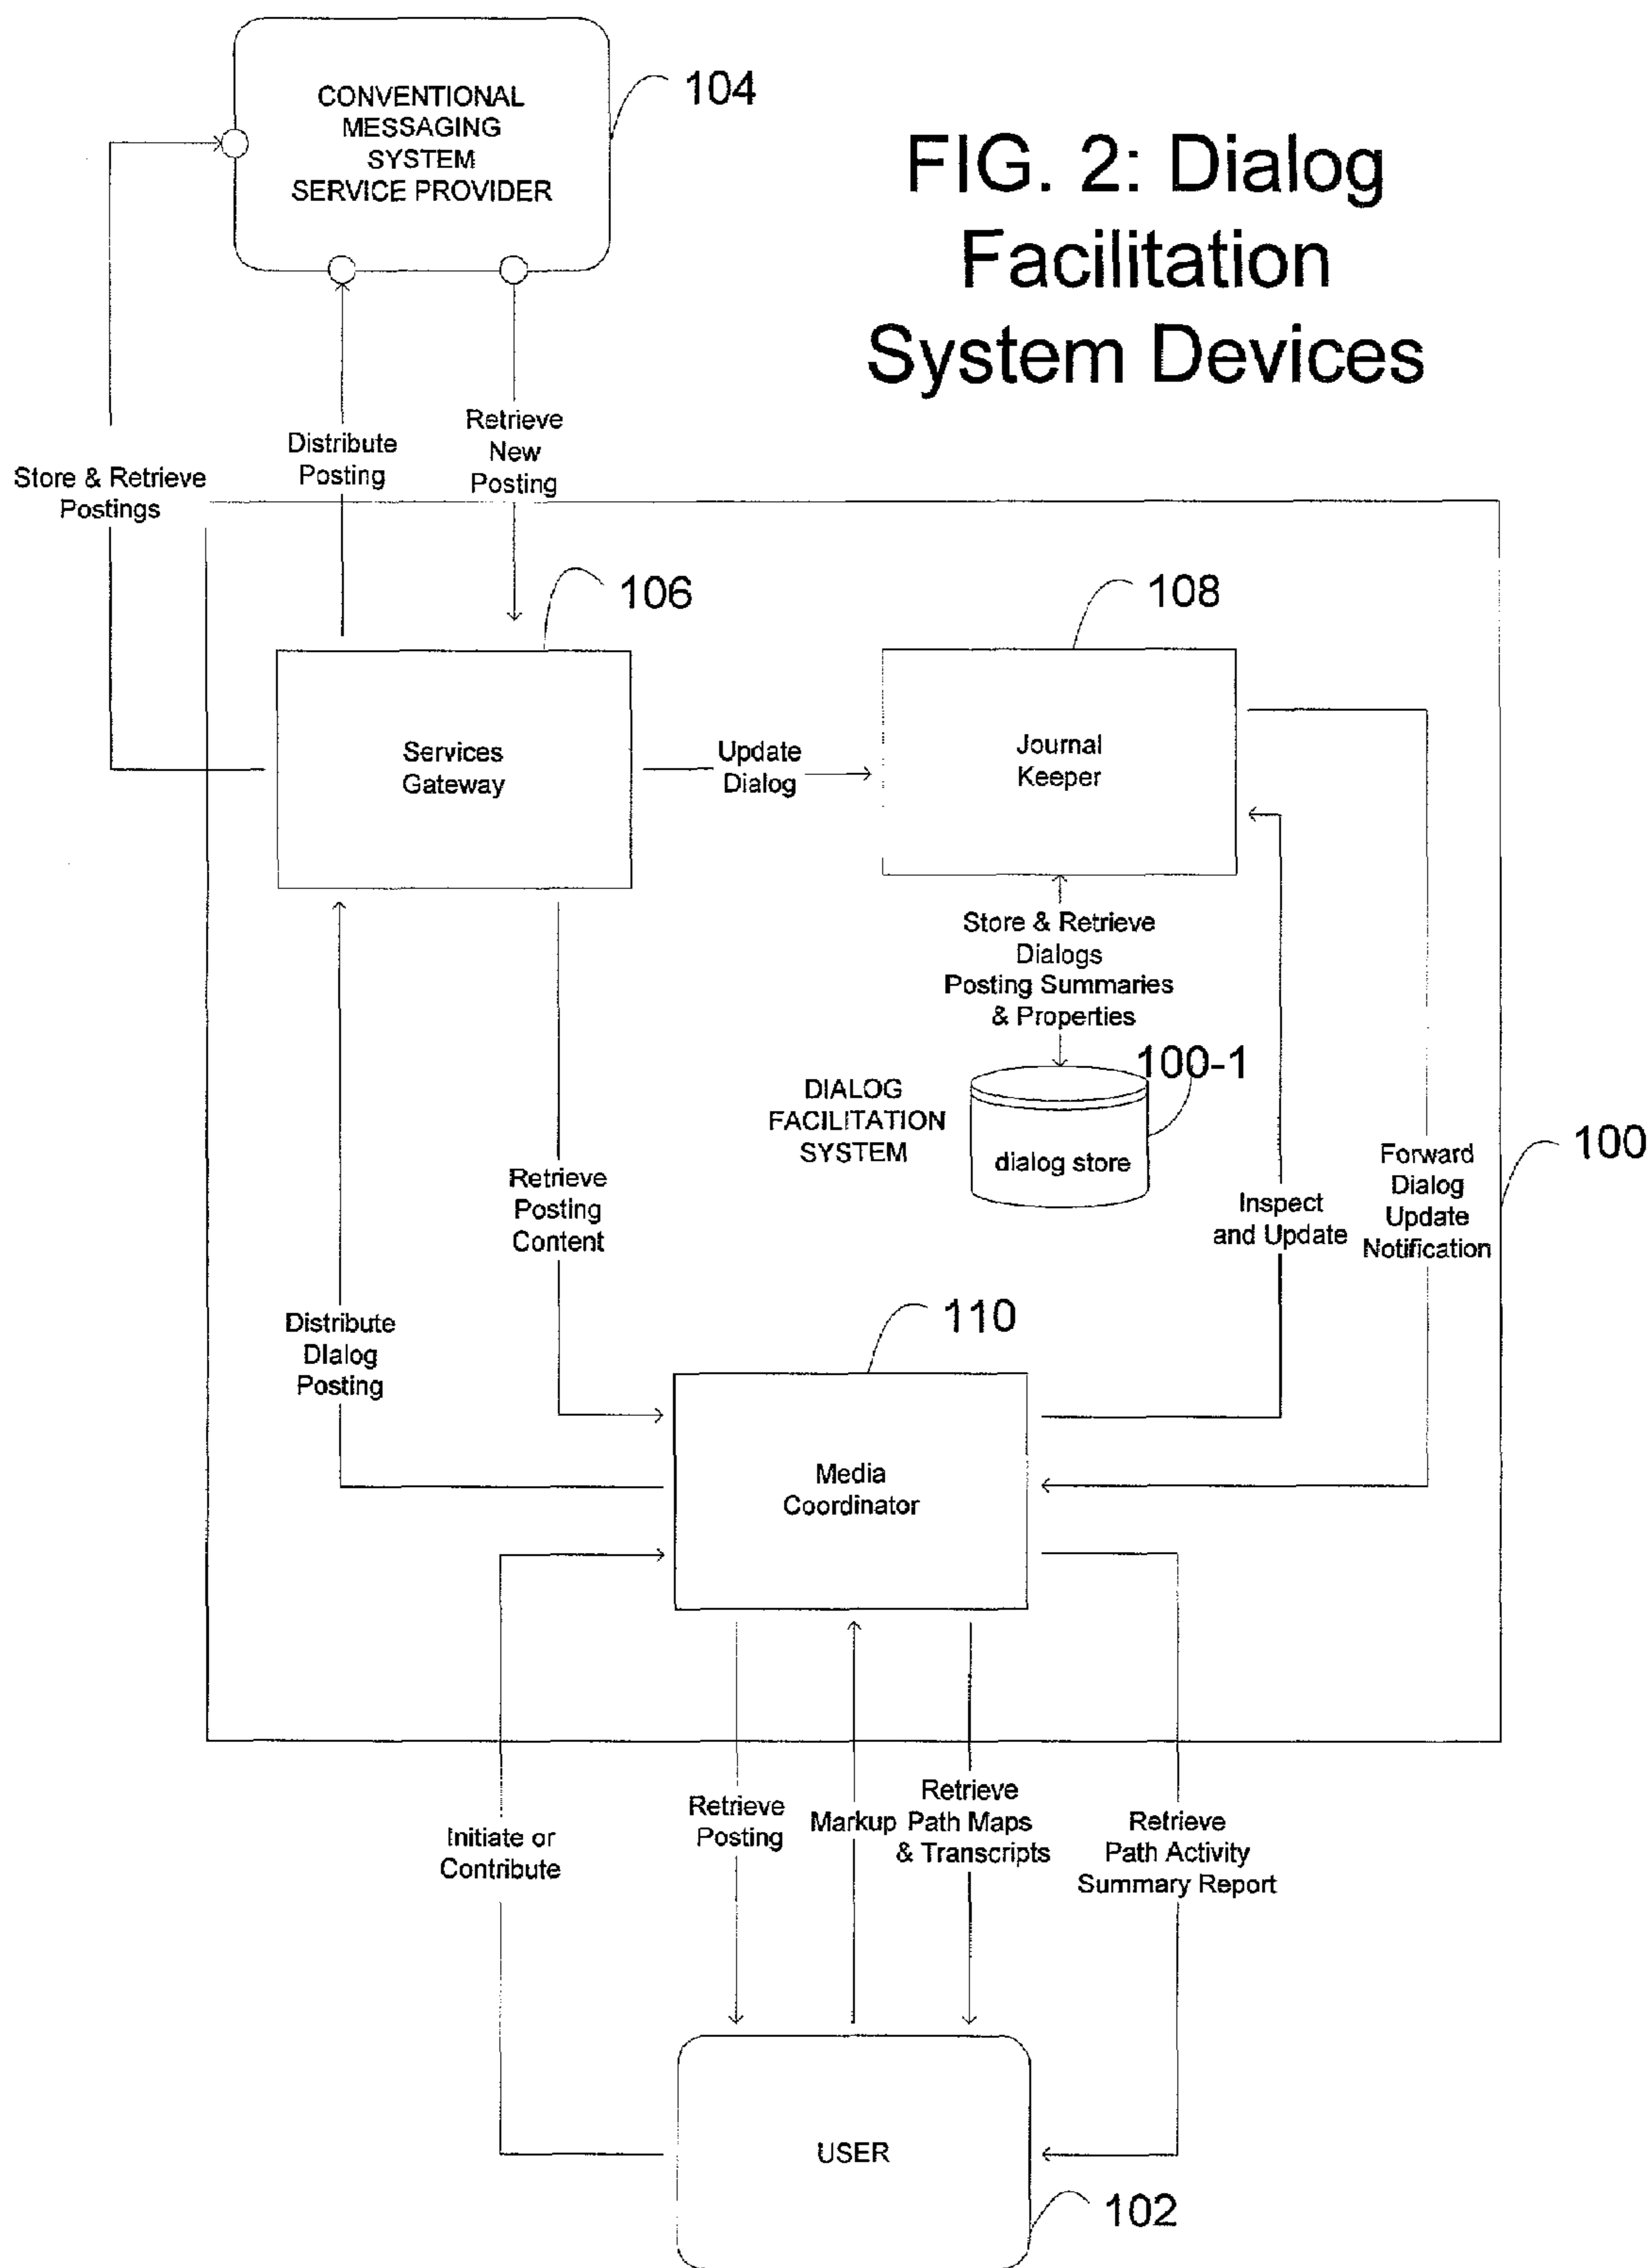 CONVENTIONAL
MESSAGING
SYSTEM
SERVICE PROVIDER
104
FIG. 2: Dialog
Facilitation
System Devices
Store & Retrieve
Postings
Distribute
Posting
Retrieve
New
Posting
106
108
Services
Gateway
Update
Dialog
Journal
Keeper
Store & Retrieve
Dialogs
Posting Summaries
& Properties
100-1
DIALOG
FACILITATION
SYSTEM
dialog store
100
Forward
Dialog
Update
Notification
Inspect
and Update
Retrieve
Posting
Content
Distribute
DIalog
Posting
110
Media
Coordinator
Initiate or
Contribute
Retrieve
Posting
Markup
Retrieve
Path Maps
& Transcripts
Retrieve
Path Activity
Summary Report
USER
102